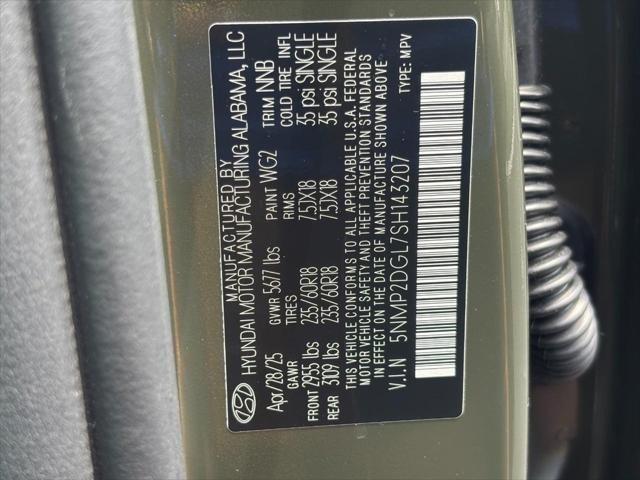 MANUFACTURED BY
HYUNDAI MOTOR MANUFACTURING ALABAMA, LLC
Apr/28/25 GVWR 5677 lbs PAINT WG2 TRIM NNB
GAWR TIRES RIMS COLD TIRE INFL
FRONT 2955 lbs 235/60R18 7.5JX18 35 psi SINGLE
REAR 3109 lbs 235/60R18 7.5JX18 35 psi SINGLE
THIS VEHICLE CONFORMS TO ALL APPLICABLE U.S.A. FEDERAL
MOTOR VEHICLE SAFETY AND THEFT PREVENTION STANDARDS
IN EFFECT ON THE DATE OF MANUFACTURE SHOWN ABOVE.
V.I.N 5NMP2DGL7SH143207 TYPE: MPV